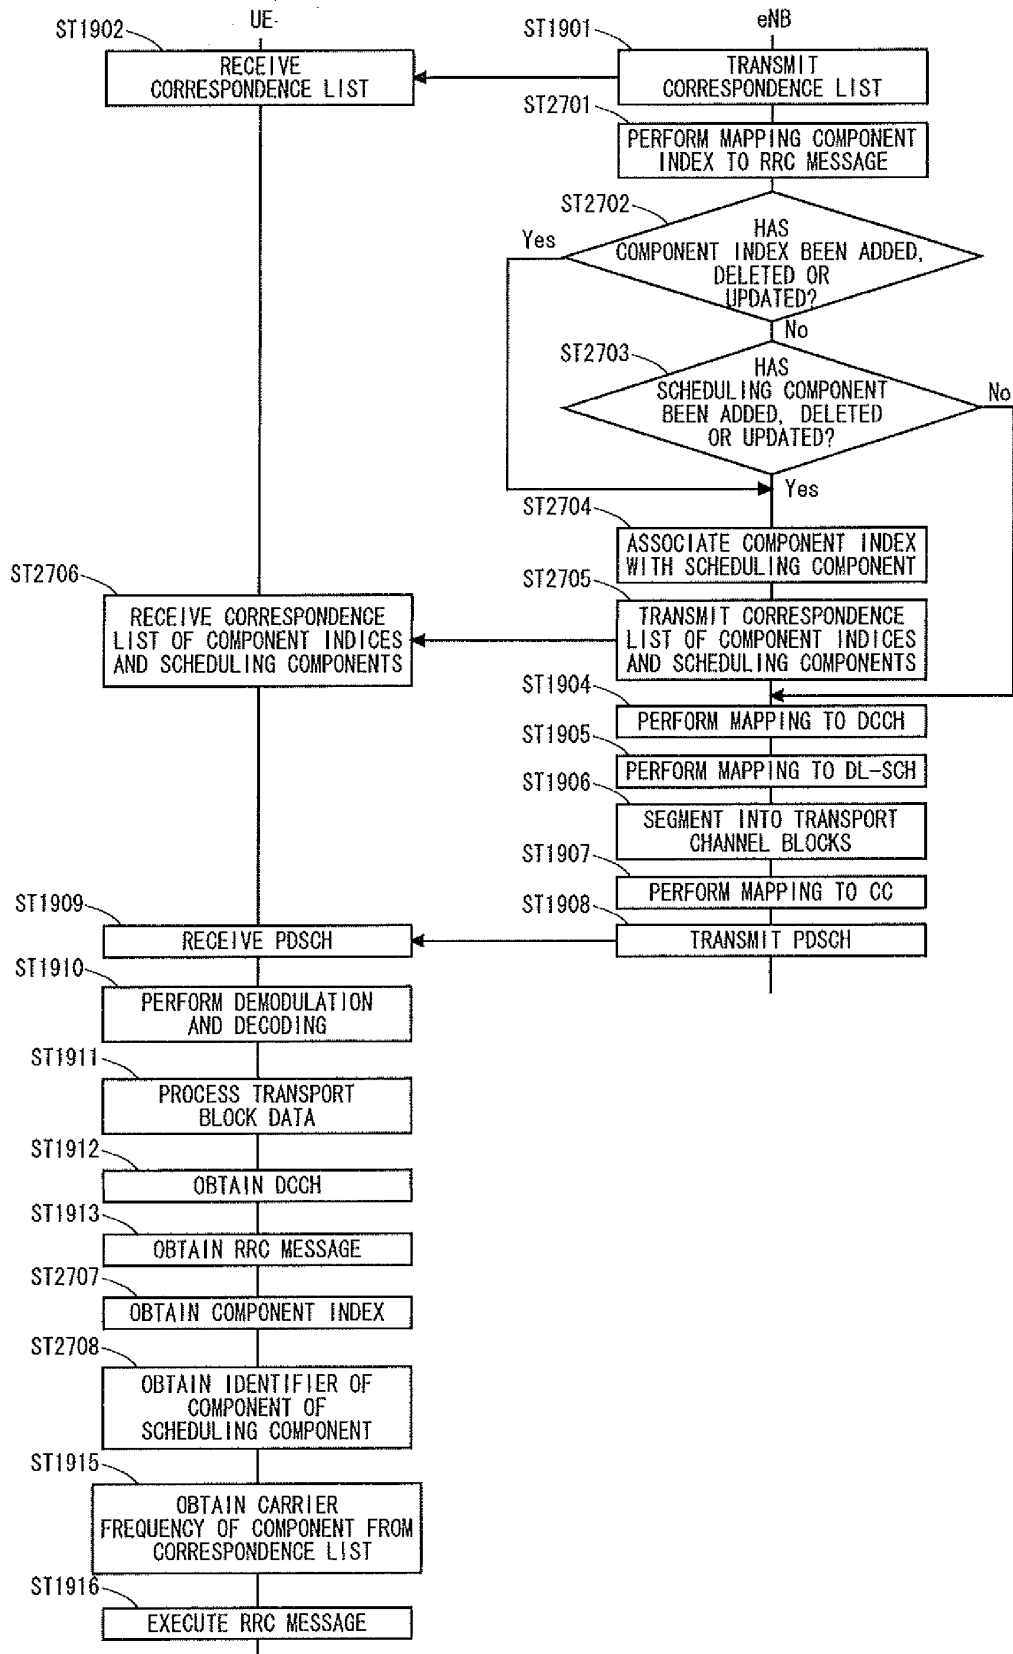 UE
eNB
ST1902
RECEIVE
CORRESPONDENCE LIST
ST1901
TRANSMIT
CORRESPONDENCE LIST
ST2701
PERFORM MAPPING COMPONENT
INDEX TO RRC MESSAGE
ST2702
HAS
COMPONENT INDEX BEEN ADDED,
DELETED OR
UPDATED?
Yes
No
ST2703
HAS
SCHEDULING COMPONENT
BEEN ADDED, DELETED
OR UPDATED?
No
Yes
ST2704
ASSOCIATE COMPONENT INDEX
WITH SCHEDULING COMPONENT
ST2706
RECEIVE CORRESPONDENCE
LIST OF COMPONENT INDICES
AND SCHEDULING COMPONENTS
ST2705
TRANSMIT CORRESPONDENCE
LIST OF COMPONENT INDICES
AND SCHEDULING COMPONENTS
ST1904
PERFORM MAPPING TO DCCH
ST1905
PERFORM MAPPING TO DL-SCH
ST1906
SEGMENT INTO TRANSPORT
CHANNEL BLOCKS
ST1907
PERFORM MAPPING TO CC
ST1908
TRANSMIT PDSCH
ST1909
RECEIVE PDSCH
ST1910
PERFORM DEMODULATION
AND DECODING
ST1911
PROCESS TRANSPORT
BLOCK DATA
ST1912
OBTAIN DCCH
ST1913
OBTAIN RRC MESSAGE
ST2707
OBTAIN COMPONENT INDEX
ST2708
OBTAIN IDENTIFIER OF
COMPONENT OF
SCHEDULING COMPONENT
ST1915
OBTAIN CARRIER
FREQUENCY OF COMPONENT FROM
CORRESPONDENCE LIST
ST1916
EXECUTE RRC MESSAGE